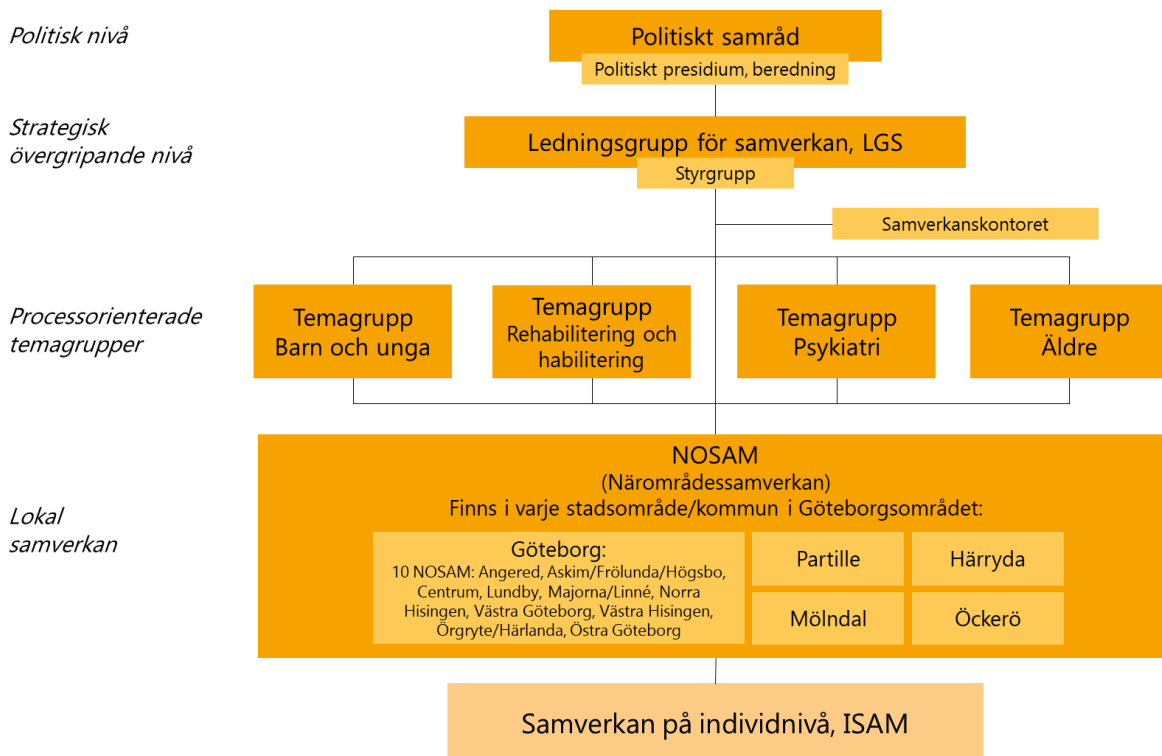 Politisk nivå
Politiskt samråd
Politiskt presidium, beredning
Strategisk
övergripande nivå
Ledningsgrupp för samverkan, LGS
Styrgrupp
Samverkanskontoret
Processorienterade
temagrupper
Temagrupp
Barn och unga
Temagrupp
Rehabilitering och
habilitering
Temagrupp
Psykiatri
Temagrupp
Äldre
Lokal
samverkan
NOSAM
(Närområdessamverkan)
Finns i varje stadsområde/kommun i Göteborgsområdet:
Göteborg:
10 NOSAM: Angered, Askim/Frölunda/Högsbo,
Centrum, Lundby, Majorna/Linné, Norra
Hisingen, Västra Göteborg, Västra Hisingen,
Örgryte/Härlanda, Östra Göteborg
Partille
Härryda
Mölndal
Öckerö
Samverkan på individnivå, ISAM